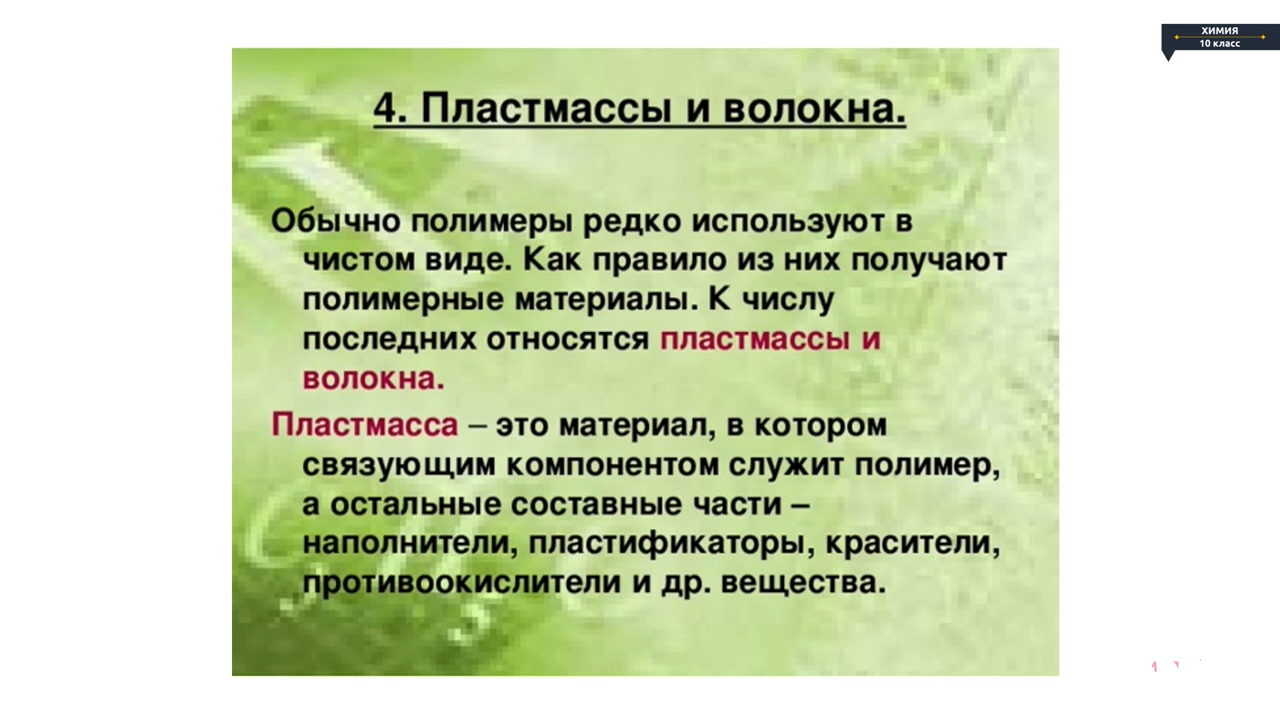 ХИМИЯ
10 класс
4. Пластмассы и волокна.
Обычно полимеры редко используют в
чистом виде. Как правило из них получают
полимерные материалы. К числу
последних относятся пластмассы и
волокна.
Пластмасса – это материал, в котором
связующим компонентом служит полимер,
а остальные составные части –
наполнители, пластификаторы, красители,
противоокислители и др. вещества.